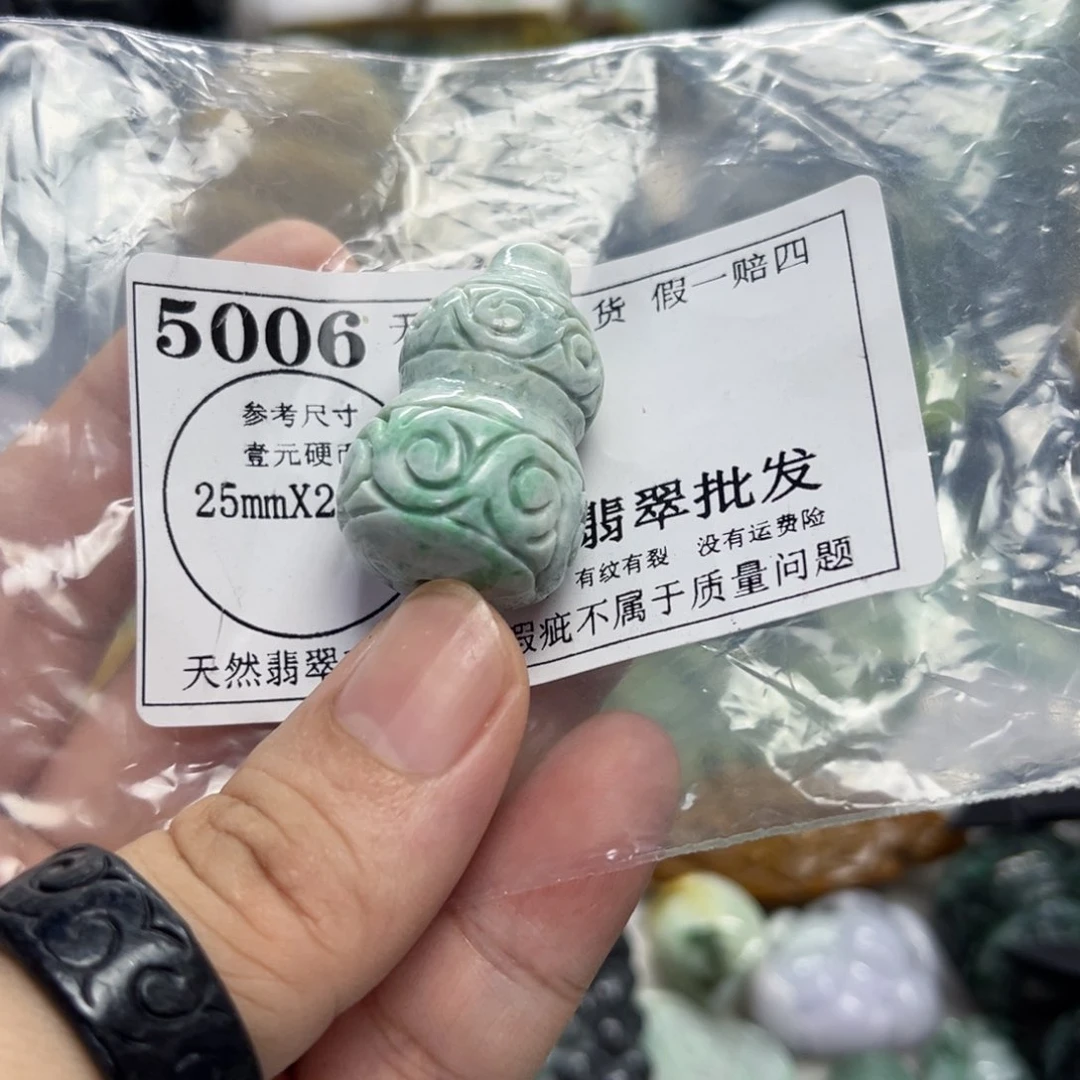 5006 天 货 假一赔四
参考尺寸
壹元硬币
25mmX2
翡翠批发
有纹有裂 没有运费险
天然翡翠 瑕疵不属于质量问题